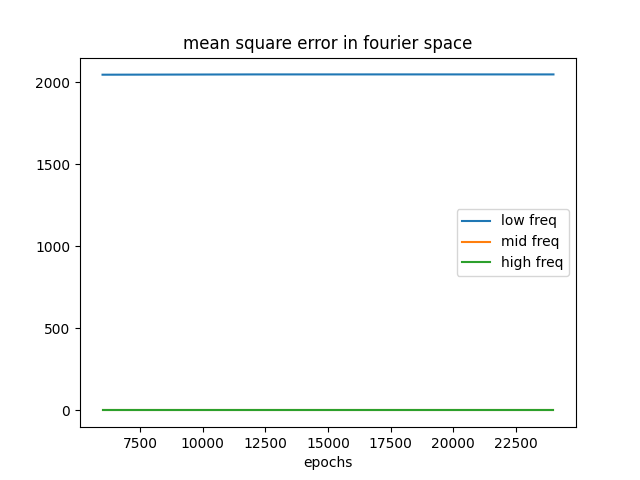 mean square error in fourier space
2000
1500
1000
500
0
low freq
mid freq
high freq
7500 10000 12500 15000 17500 20000 22500
epochs